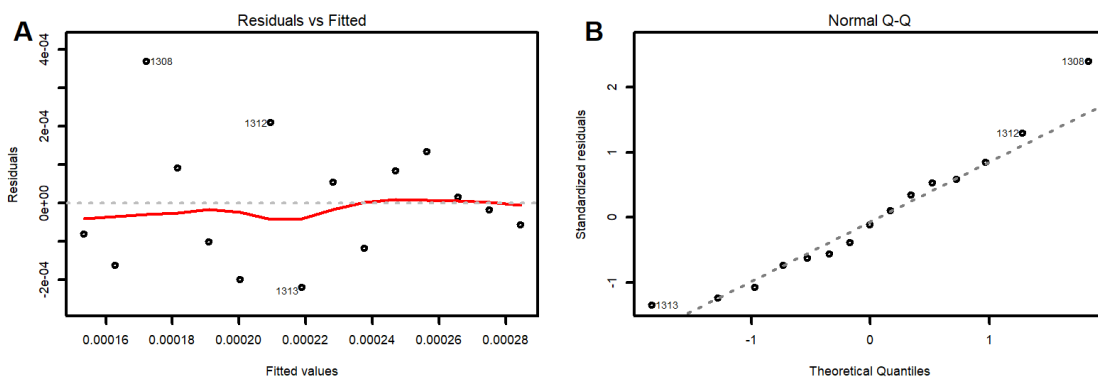 A
Residuals vs Fitted
Residuals
4e-04
2e-04
0e+00
-2e-04
1308
1312
1313
0.00016 0.00018 0.00020 0.00022 0.00024 0.00026 0.00028
Fitted values
B
Normal Q-Q
Standardized residuals
2
1
0
-1
1308
1312
1313
-1 0 1
Theoretical Quantiles